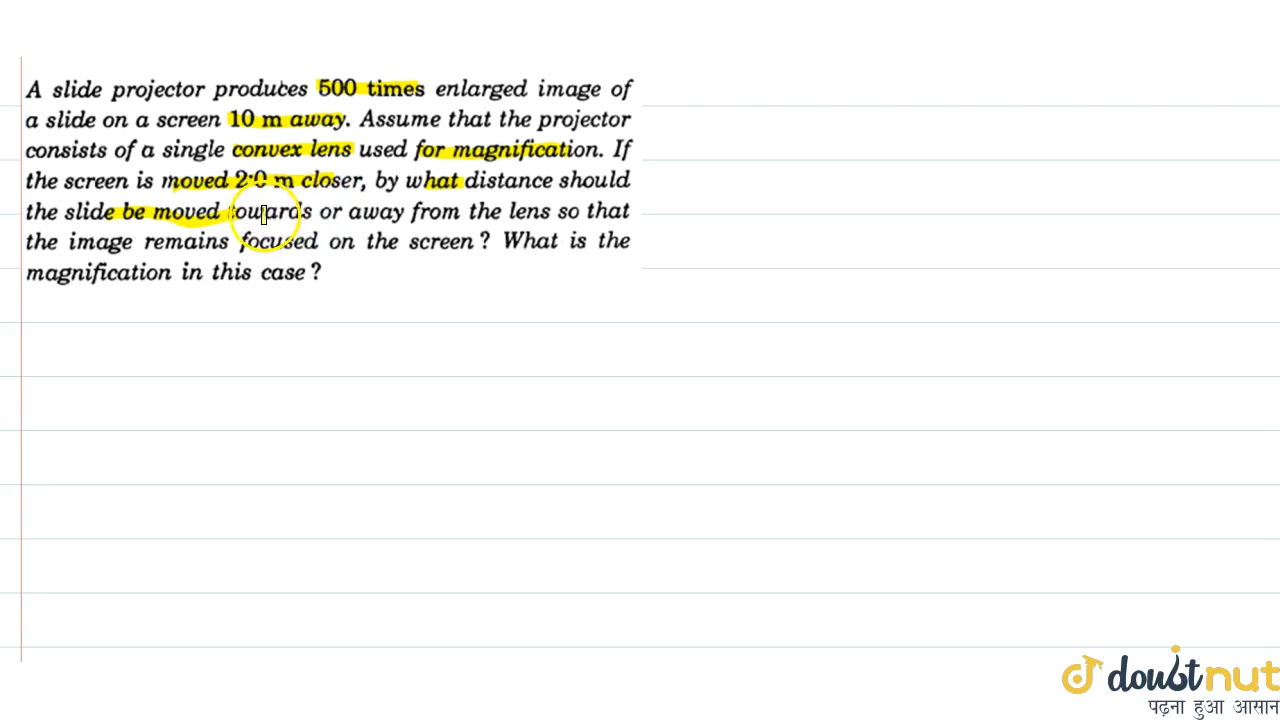 A slide projector produces 500 times enlarged image of
a slide on a screen 10 m away. Assume that the projector
consists of a single convex lens used for magnification. If
the screen is moved 2·0 m closer, by what distance should
the slide be moved towards or away from the lens so that
the image remains focused on the screen? What is the
magnification in this case?
doubtnut
पढ़ना हुआ आसान